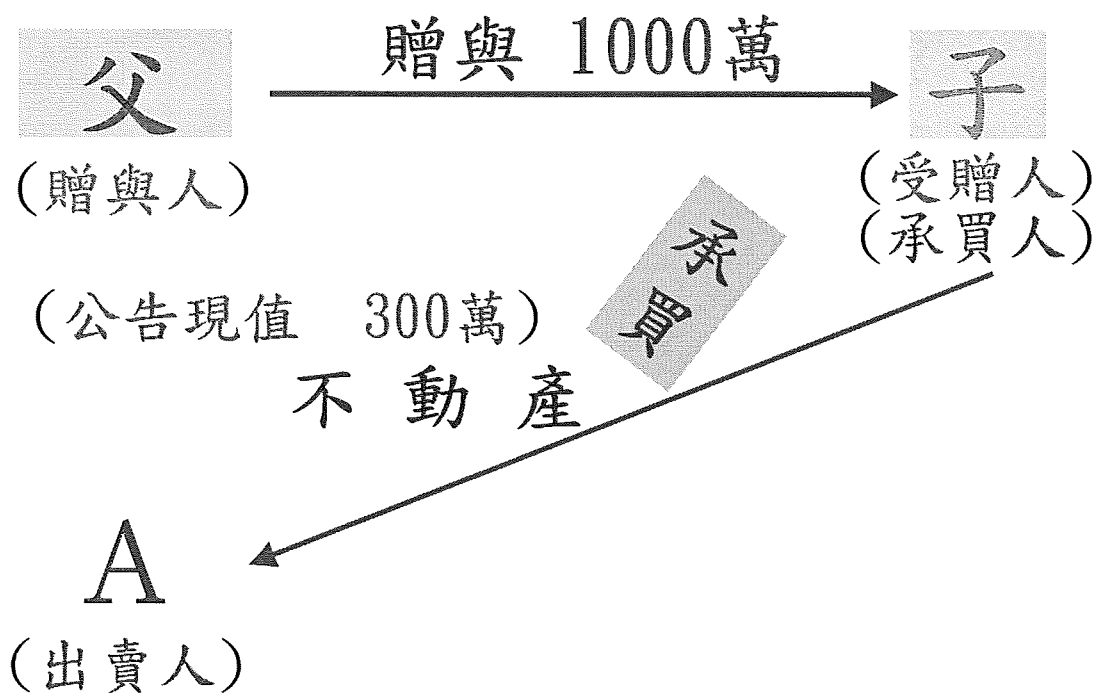 贈與 1000萬
父
子
(贈與人)
(受贈人)
(承買人)
承買
(公告現值 300萬)
不動產
A
(出賣人)